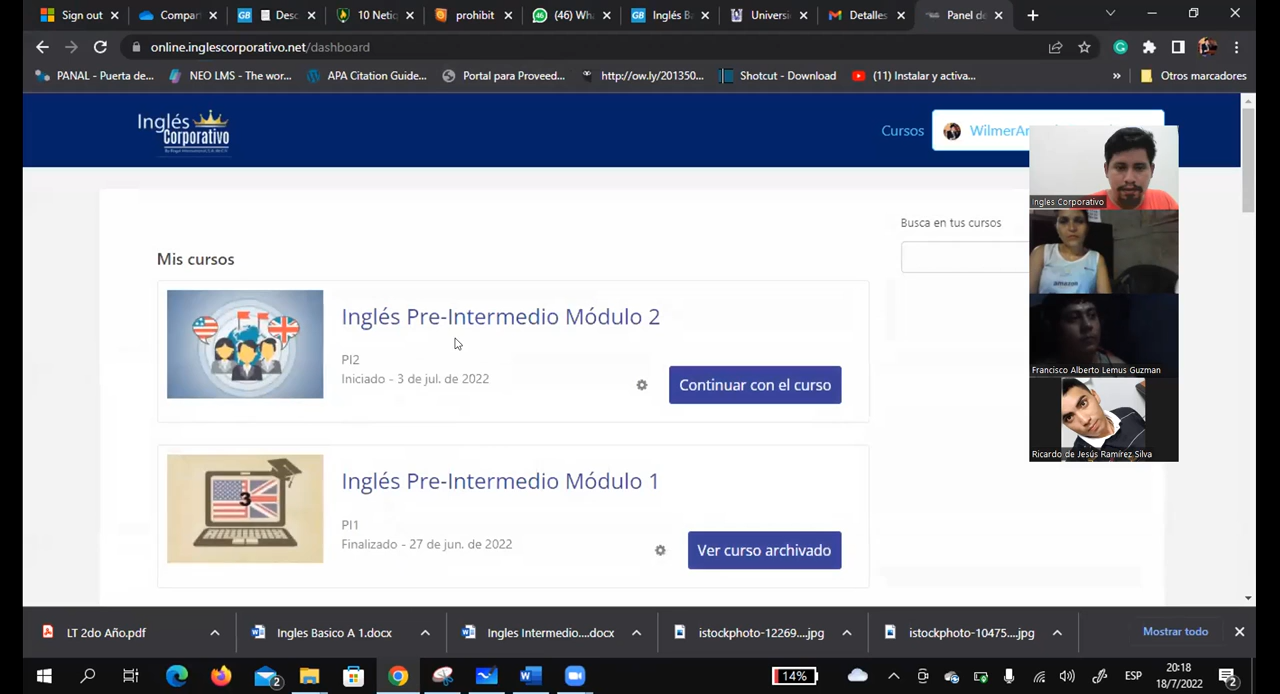 Sign out
Compart
Desc
10 Netiq
prohibit
(46) Wh
Inglés B
Universi
Detalles
Panel de
online.inglescorporativo.net/dashboard
PANAL - Puerta de...
NEO LMS - The wor...
APA Citation Guide...
Portal para Proveed...
http://ow.ly/201350...
Shotcut - Download
(11) Instalar y activa...
»
Otros marcadores
Inglés
Corporativo
Cursos
WilmerAr
Ingles Corporativo
Busca en tus cursos
amazon
Mis cursos
Inglés Pre-Intermedio Módulo 2
PI2
Iniciado - 3 de jul. de 2022
Continuar con el curso
Francisco Alberto Lemus Guzman
Ricardo de Jesús Ramírez Silva
3
Inglés Pre-Intermedio Módulo 1
PI1
Finalizado - 27 de jun. de 2022
Ver curso archivado
LT 2do Año.pdf
Ingles Basico A 1.docx
Ingles Intermedio....docx
istockphoto-12269....jpg
istockphoto-10475....jpg
Mostrar todo
2
14%
ESP
20:18
18/7/2022
2